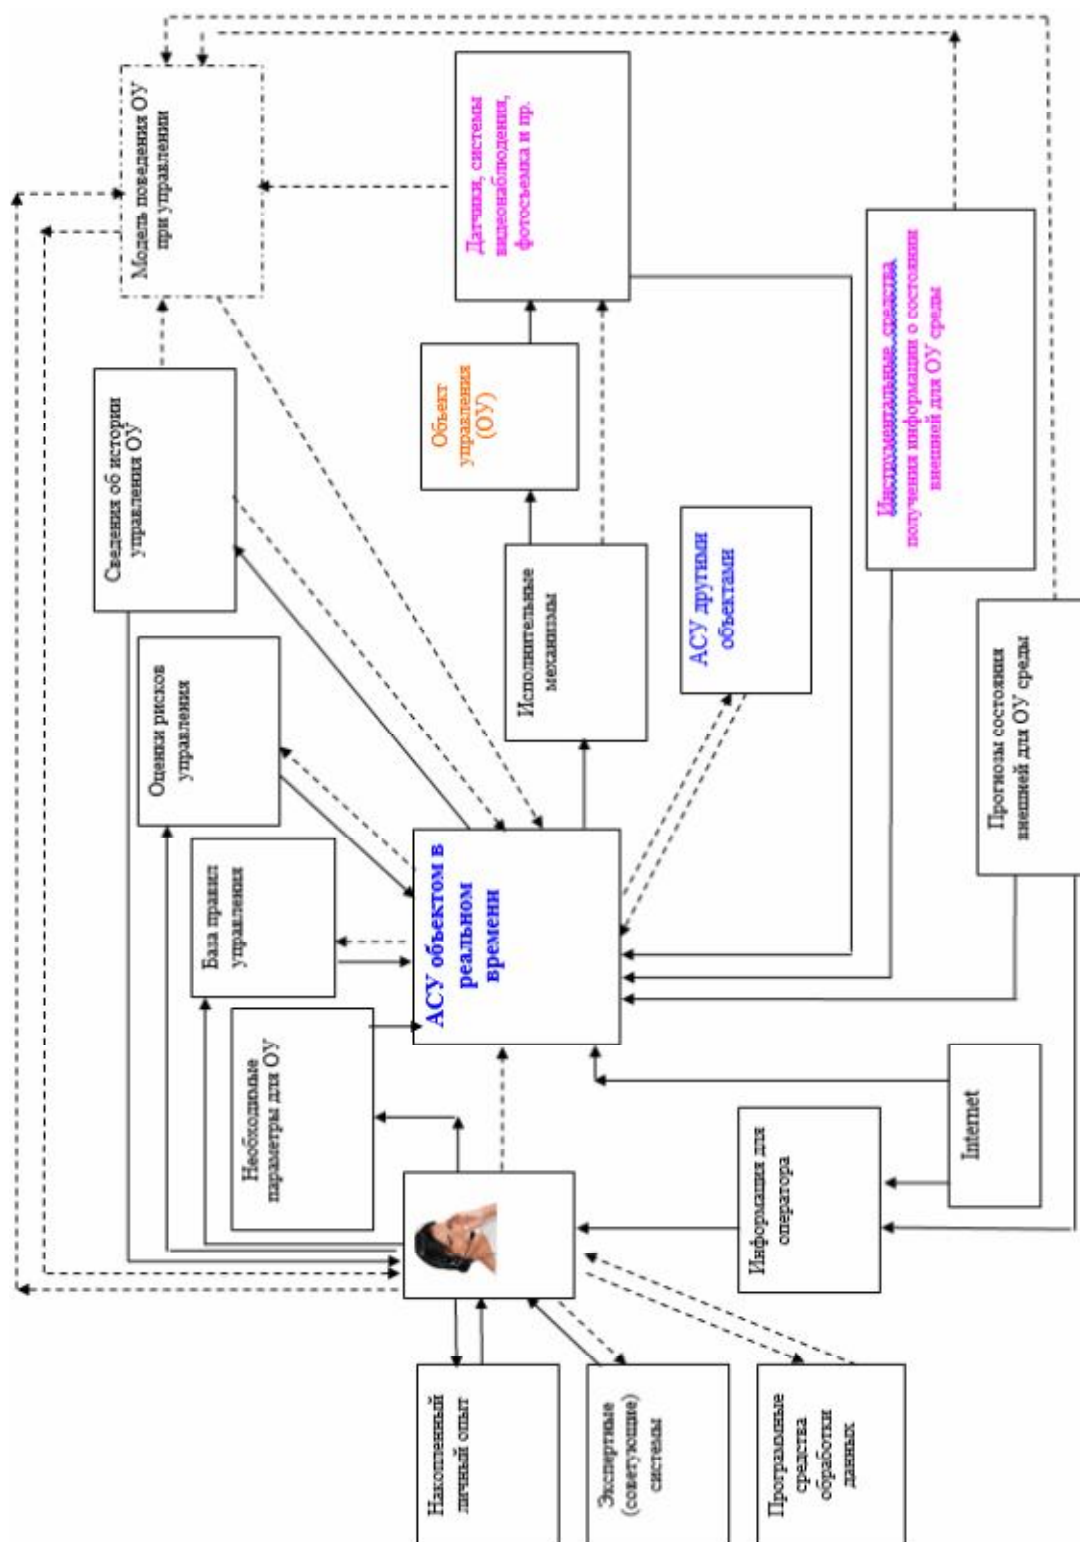 Сведения об истории
управления ОУ
Модель поведения ОУ
при управлении
Оценки рисков
управления
База правил
управления
Необходимые
параметры для ОУ
Накопленный
личный опыт
АСУ объектом в
реальном
времени
Объект
управления
(ОУ)
Датчики, системы
видеонаблюдения,
фотосъемка и пр.
Исполнительные
механизмы
Экспертные
(советующие)
системы
АСУ другими
объектами
Программные
средства
обработки
данных
Информация для
оператора
Инструментальные средства
получения информации о состоянии
внешней для ОУ среды
Internet
Прогнозы состояния
внешней для ОУ среды